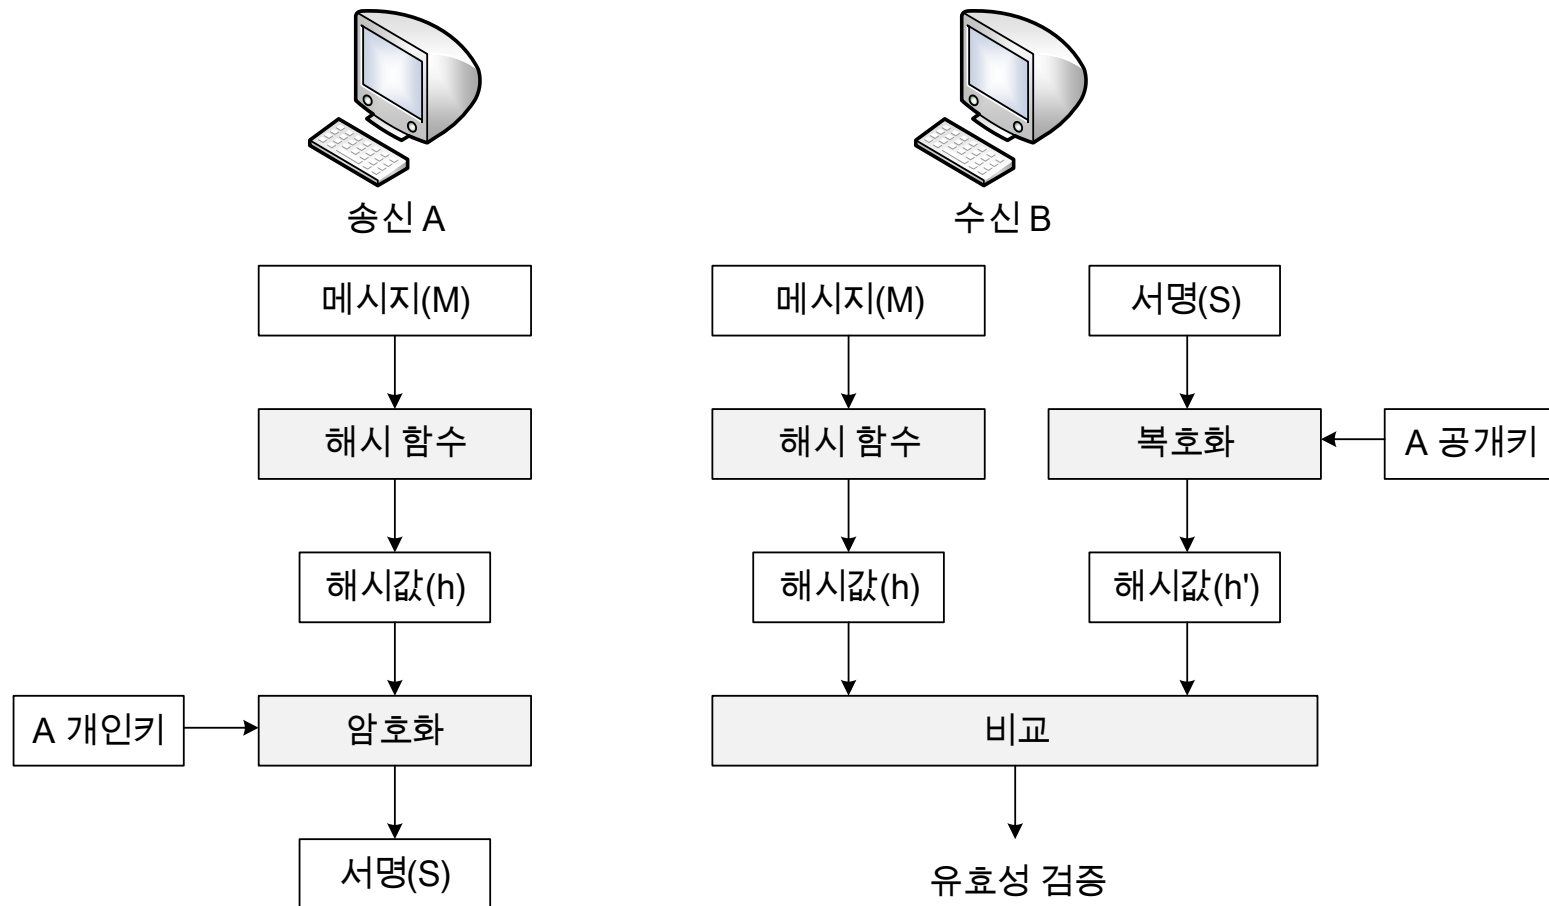 송신 A
수신 B
메시지(M)
메시지(M)
서명(S)
해시 함수
해시 함수
복호화
A 공개키
해시값(h)
해시값(h)
해시값(h')
A 개인키
암호화
비교
서명(S)
유효성 검증